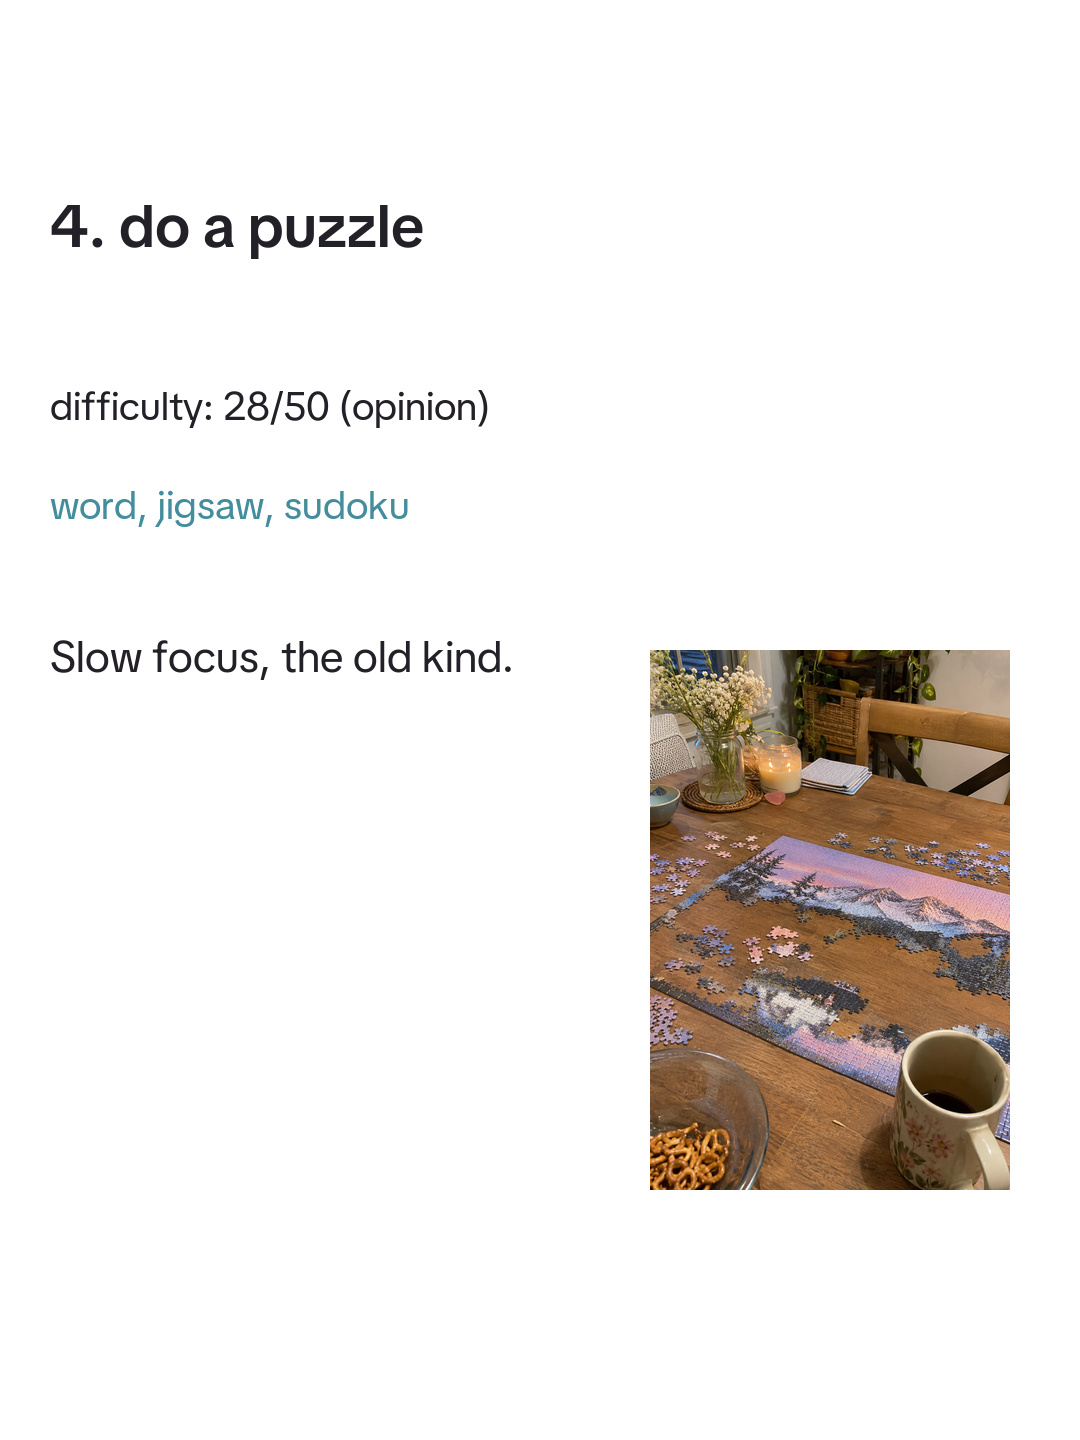 4. do a puzzle
difficulty: 28/50 (opinion)
word, jigsaw, sudoku
Slow focus, the old kind.